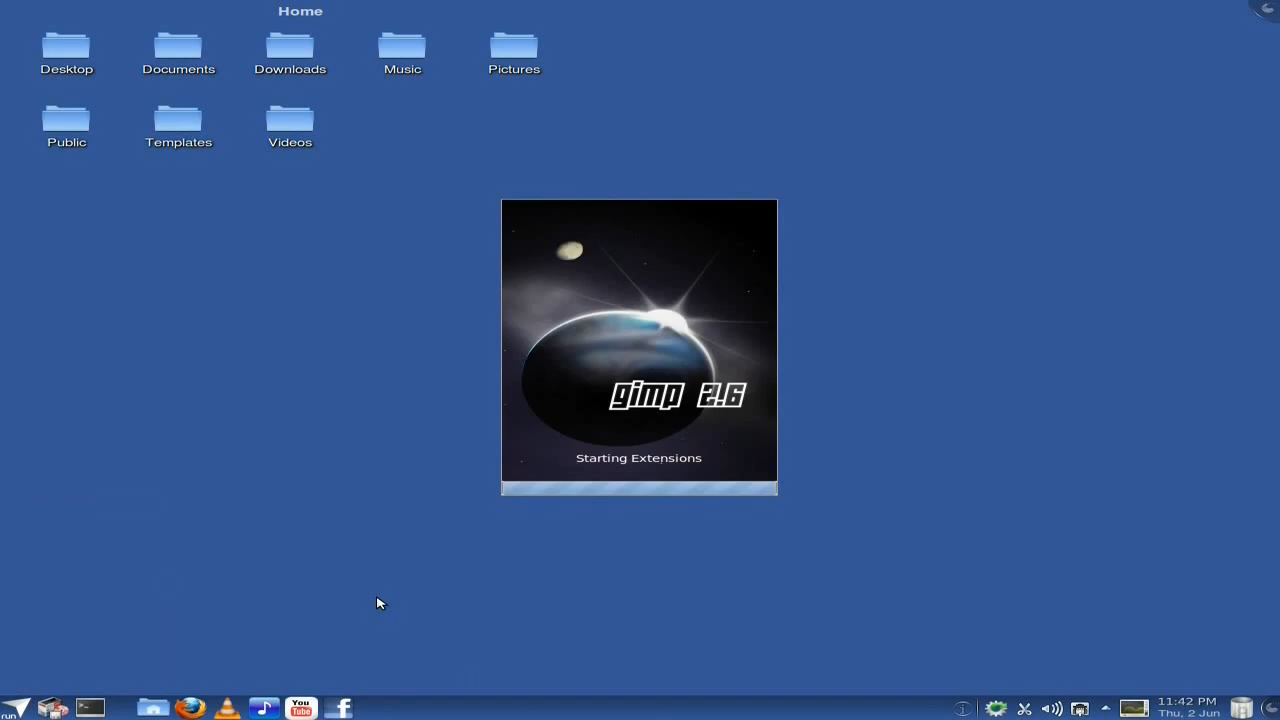 Home
Desktop Documents Downloads Music Pictures
Public Templates Videos
gimp 2.6
Starting Extensions
run
You
Tube
f
11:42 PM
Thu, 2 Jun